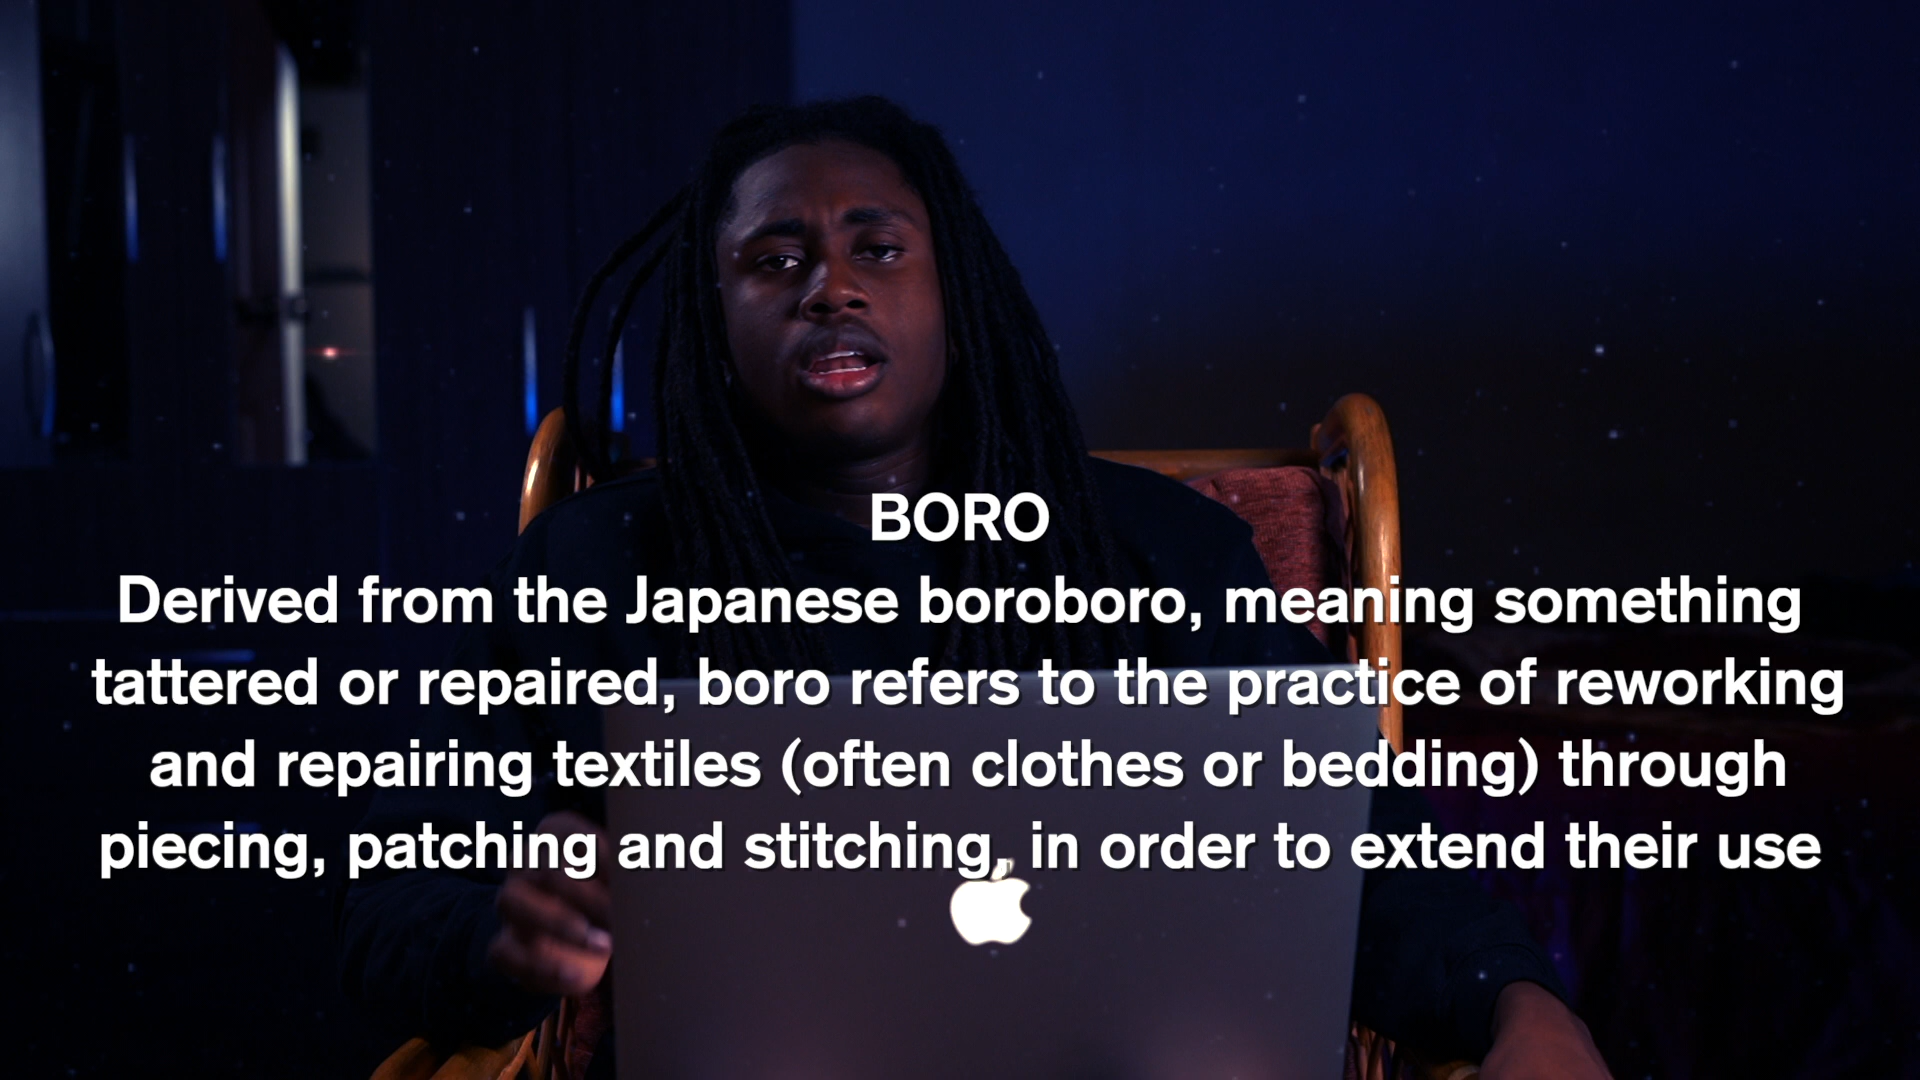 BORO
Derived from the Japanese boroboro, meaning something
tattered or repaired, boro refers to the practice of reworking
and repairing textiles (often clothes or bedding) through
piecing, patching and stitching, in order to extend their use